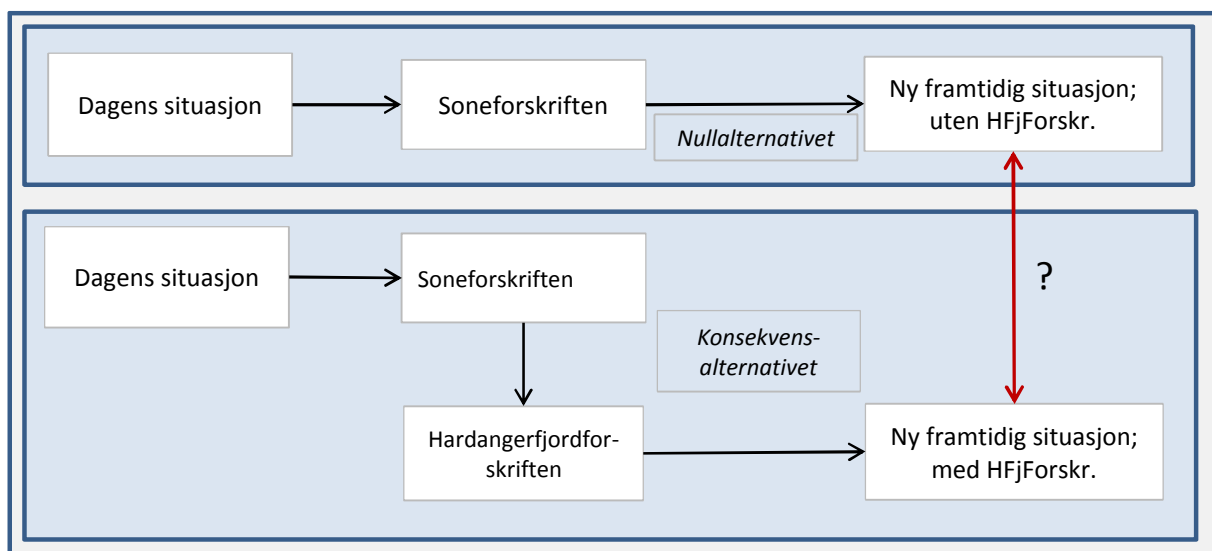 Dagens situasjon
Soneforskriften
Nullalternativet
Ny framtidig situasjon;
uten HFjForskr.
Dagens situasjon
Soneforskriften
?
Konsekvens-
alternativet
Hardangerfjordfor-
skriften
Ny framtidig situasjon;
med HFjForskr.